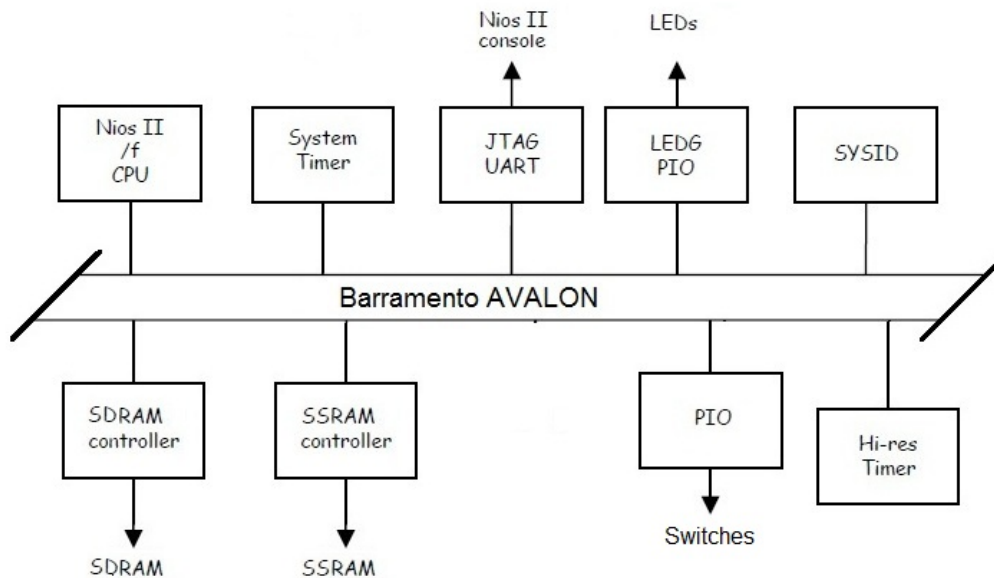 Nios II
console
LEDs
Nios II
/f
CPU
System
Timer
JTAG
UART
LEDG
PIO
SYSID
Barramento AVALON
SDRAM
controller
SSRAM
controller
PIO
Hi-res
Timer
SDRAM
SSRAM
Switches